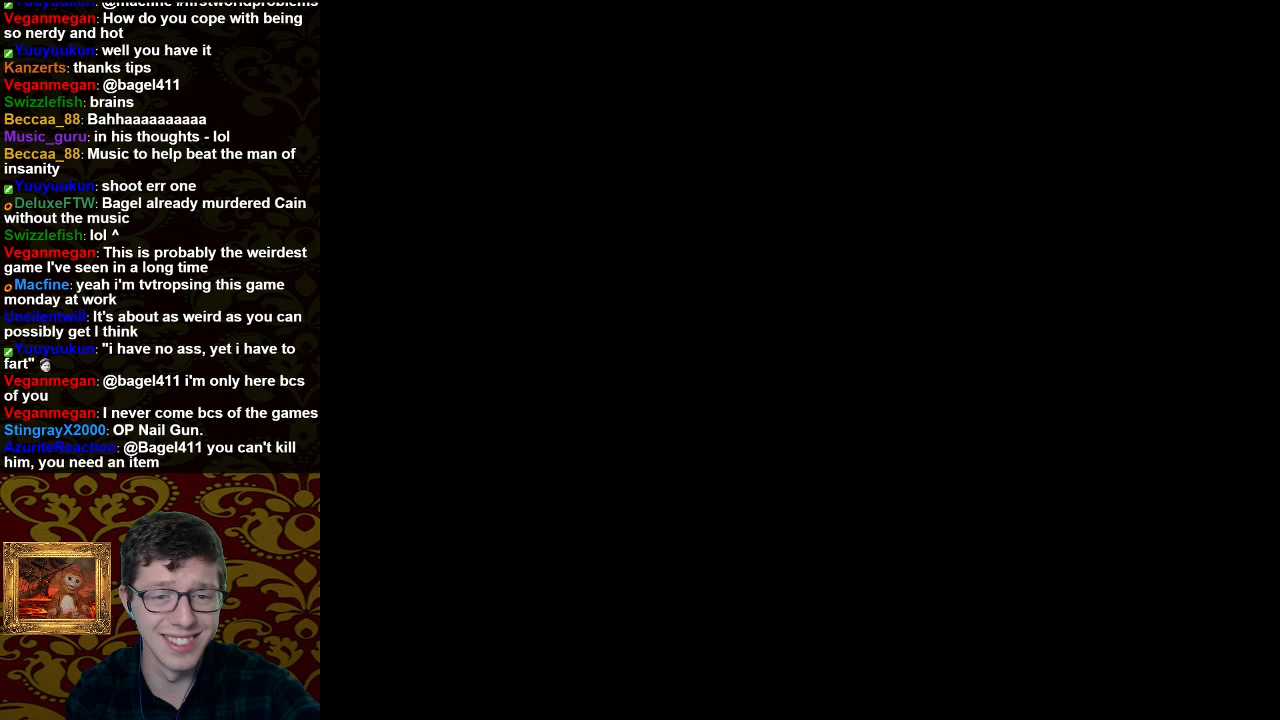 Yuuyuukun: @macfine #firstworldproblems
Veganmegan: How do you cope with being
so nerdy and hot
Yuuyuukun: well you have it
Kanzerts: thanks tips
Veganmegan: @bagel411
Swizzlefish: brains
Beccaa_88: Bahhaaaaaaaaaa
Music_guru: in his thoughts - lol
Beccaa_88: Music to help beat the man of
insanity
Yuuyuukun: shoot err one
DeluxeFTW: Bagel already murdered Cain
without the music
Swizzlefish: lol ^
Veganmegan: This is probably the weirdest
game I've seen in a long time
Macfine: yeah i'm tvtropsing this game
monday at work
Unsilentwill: It's about as weird as you can
possibly get I think
Yuuyuukun: "i have no ass, yet i have to
fart"
Veganmegan: @bagel411 i'm only here bcs
of you
Veganmegan: I never come bcs of the games
StingrayX2000: OP Nail Gun.
AzuriteReaction: @Bagel411 you can't kill
him, you need an item